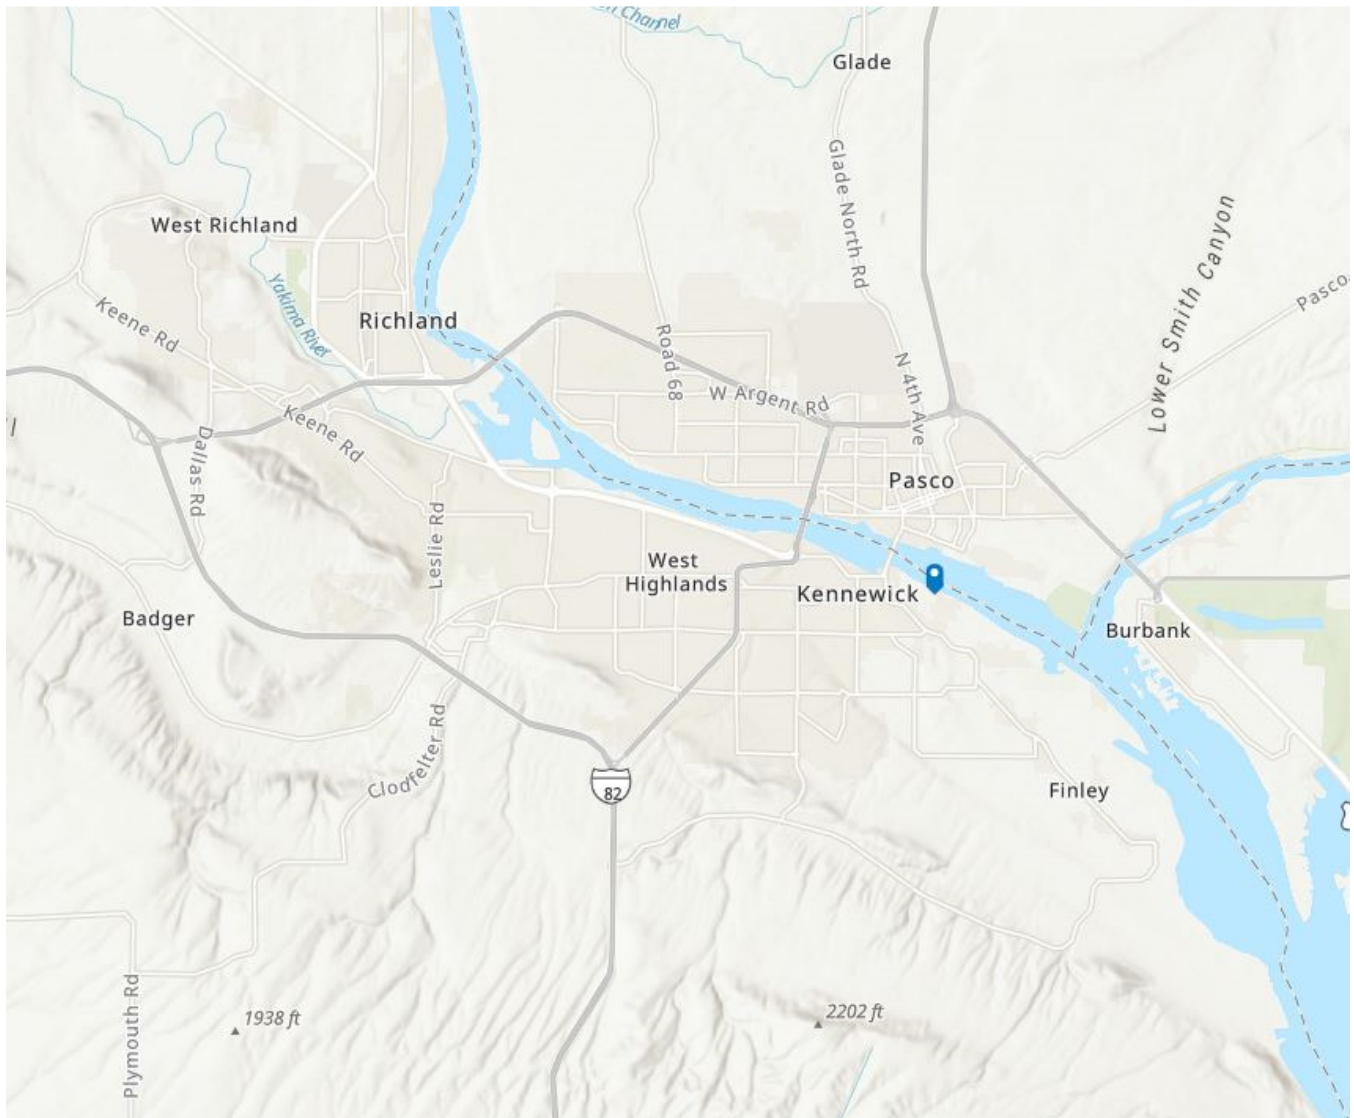 Channel
Glade
Glade North Rd
West Richland
Lower Smith Canyon
Yakima River
Pasco
Keene Rd
Richland
Road 68
N 4th Ave
W Argent Rd
Keene Rd
Dallas Rd
Pasco
Leslie Rd
West
Highlands
Kennewick
Badger
Burbank
Clodfelter Rd
82
Finley
Plymouth Rd
1938 ft
2202 ft